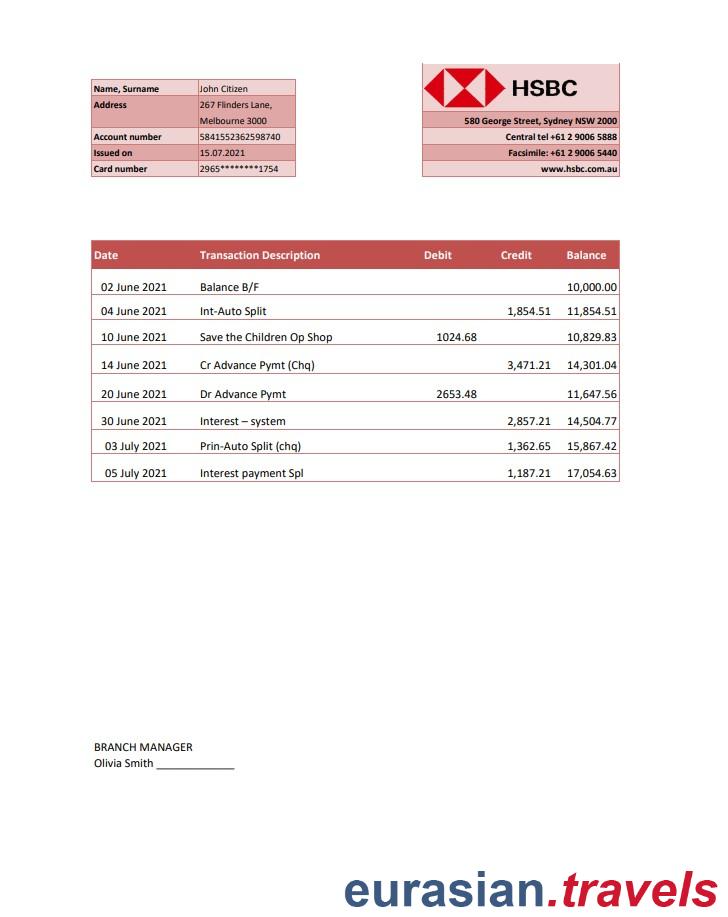 Name, Surname John Citizen
Address 267 Flinders Lane,
Melbourne 3000
Account number 5841552362598740
Issued on 15.07.2021
Card number 2965********1754
HSBC
580 George Street, Sydney NSW 2000
Central tel +61 2 9006 5888
Facsimile: +61 2 9006 5440
www.hsbc.com.au
Date Transaction Description Debit Credit Balance
02 June 2021 Balance B/F 10,000.00
04 June 2021 Int-Auto Split 1,854.51 11,854.51
10 June 2021 Save the Children Op Shop 1024.68 10,829.83
14 June 2021 Cr Advance Pymt (Chq) 3,471.21 14,301.04
20 June 2021 Dr Advance Pymt 2653.48 11,647.56
30 June 2021 Interest – system 2,857.21 14,504.77
03 July 2021 Prin-Auto Split (chq) 1,362.65 15,867.42
05 July 2021 Interest payment Spl 1,187.21 17,054.63
BRANCH MANAGER
Olivia Smith _____________
eurasian.travels